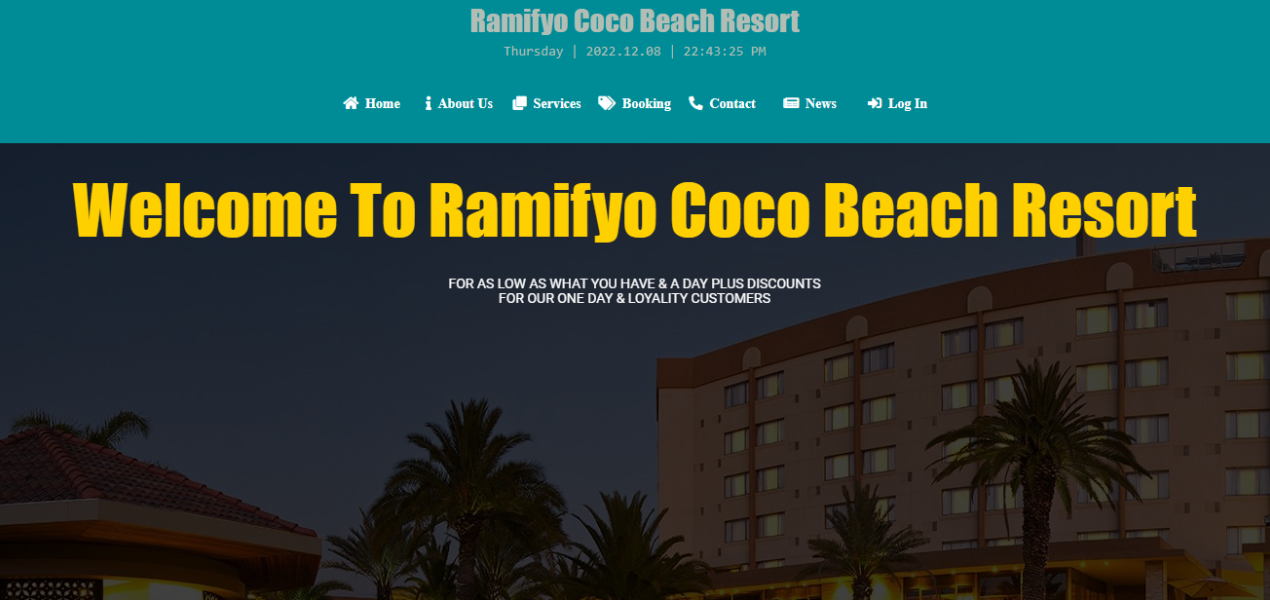 Ramifyo Coco Beach Resort
Thursday | 2022.12.08 | 22:43:25 PM
Home About Us Services Booking Contact News Log In
Welcome To Ramifyo Coco Beach Resort
FOR AS LOW AS WHAT YOU HAVE & A DAY PLUS DISCOUNTS
FOR OUR ONE DAY & LOYALITY CUSTOMERS